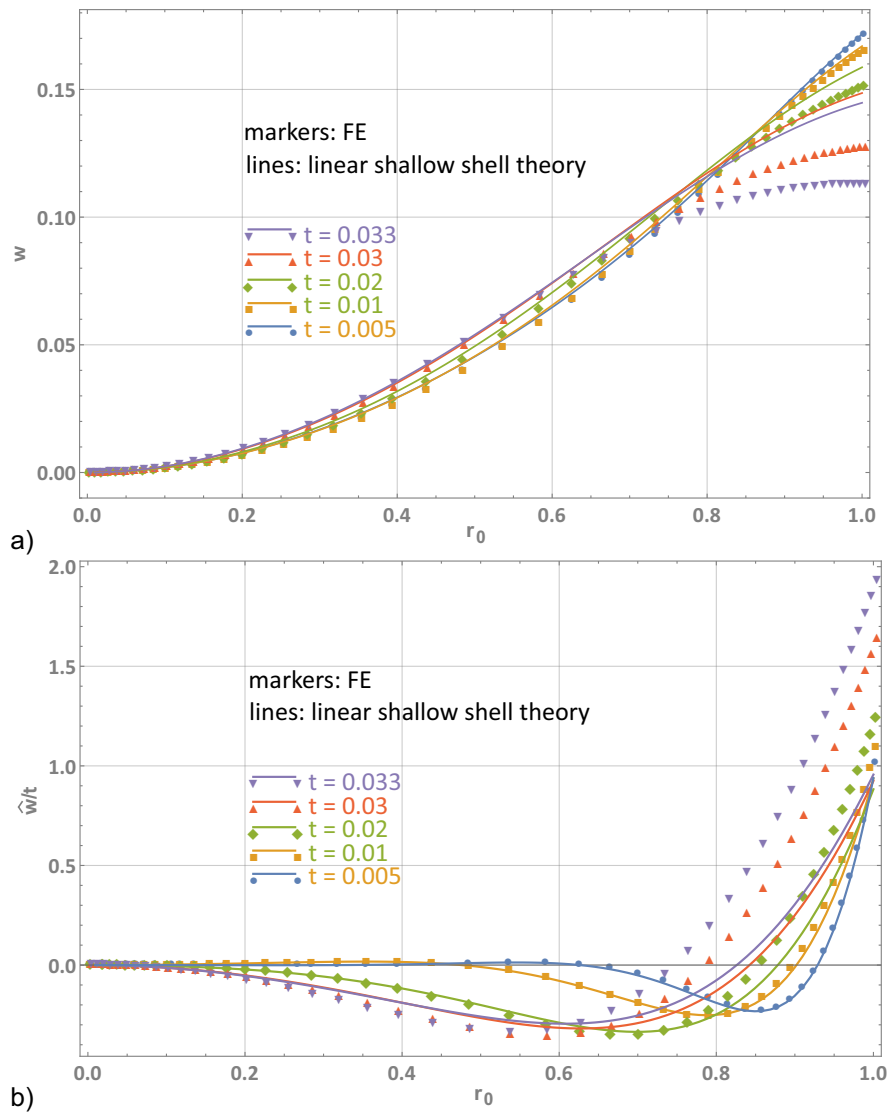 0.15
0.10
0.05
0.00
w
markers: FE
lines: linear shallow shell theory
t = 0.033
t = 0.03
t = 0.02
t = 0.01
t = 0.005
0.0 0.2 0.4 0.6 0.8 1.0
r0
a)
2.0
1.5
1.0
0.5
0.0
ŵ/t
markers: FE
lines: linear shallow shell theory
t = 0.033
t = 0.03
t = 0.02
t = 0.01
t = 0.005
0.0 0.2 0.4 0.6 0.8 1.0
r0
b)